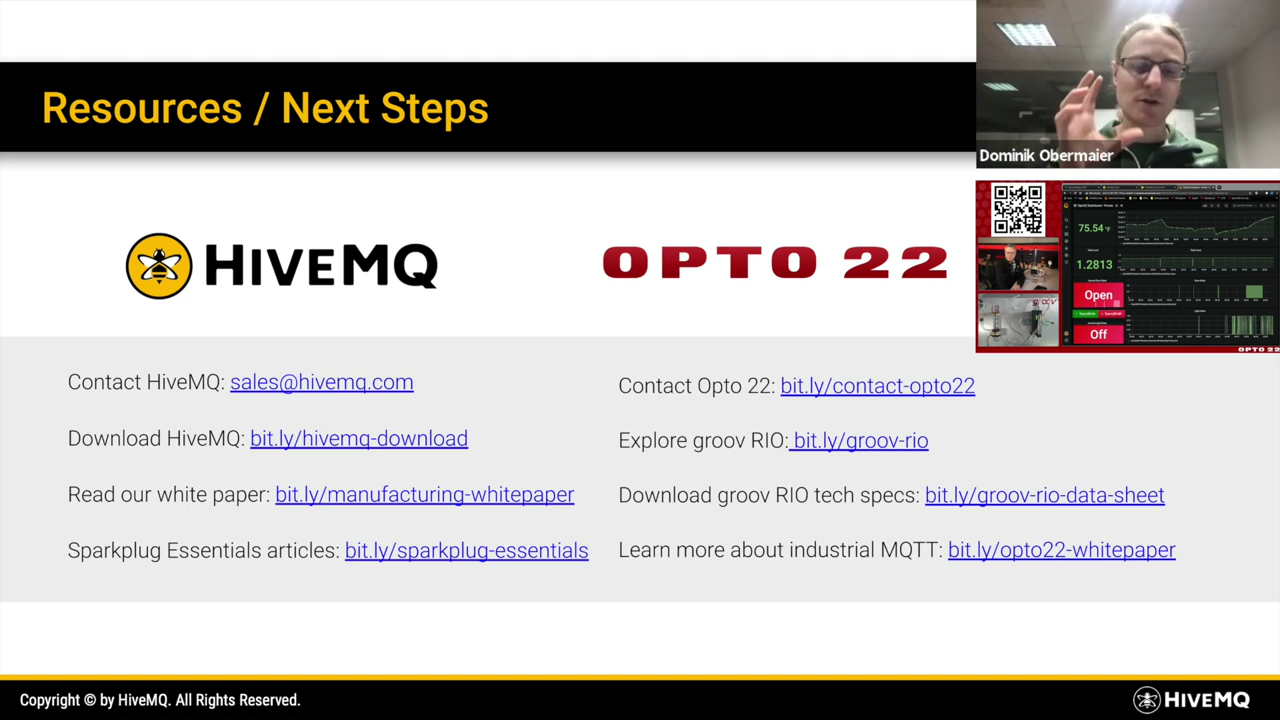 Resources / Next Steps
Dominik Obermaier
HIVEMQ
OPTO 22
75.54 °F
1.2813
Open
Off
OPTO 22
Contact HiveMQ: sales@hivemq.com
Download HiveMQ: bit.ly/hivemq-download
Read our white paper: bit.ly/manufacturing-whitepaper
Sparkplug Essentials articles: bit.ly/sparkplug-essentials
Contact Opto 22: bit.ly/contact-opto22
Explore groov RIO: bit.ly/groov-rio
Download groov RIO tech specs: bit.ly/groov-rio-data-sheet
Learn more about industrial MQTT: bit.ly/opto22-whitepaper
Copyright © by HiveMQ. All Rights Reserved.
HIVEMQ